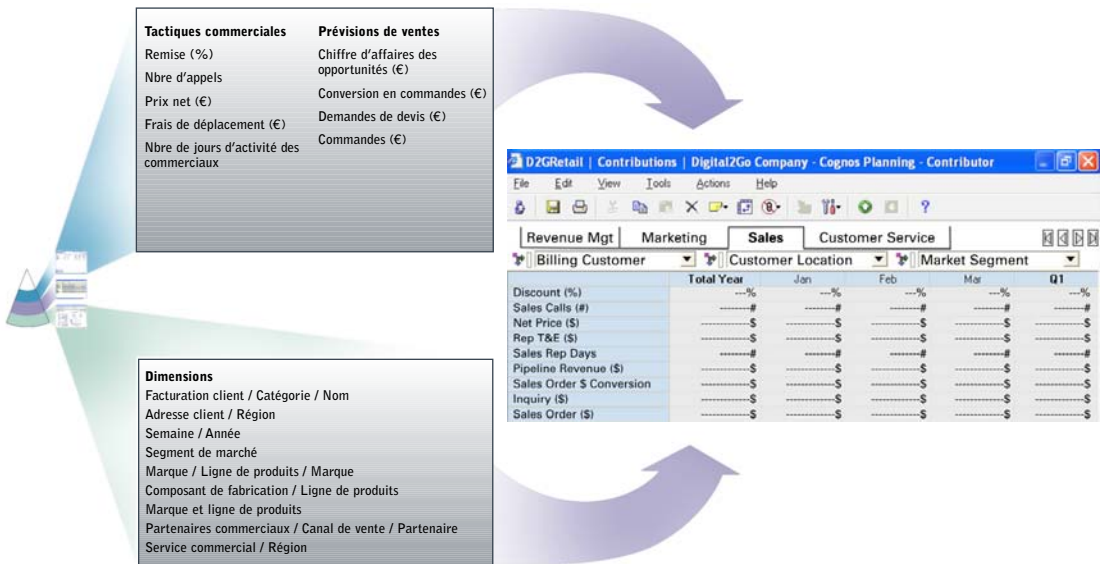 Tactiques commerciales
Remise (%)
Nbre d'appels
Prix net (€)
Frais de déplacement (€)
Nbre de jours d'activité des
commerciaux
Prévisions de ventes
Chiffre d'affaires des
opportunités (€)
Conversion en commandes (€)
Demandes de devis (€)
Commandes (€)
D2GRetail | Contributions | Digital2Go Company - Cognos Planning - Contributor
File Edit View Tools Actions Help
Revenue Mgt Marketing Sales Customer Service
Billing Customer Customer Location Market Segment
Total Year Jan Feb Mar Q1
Discount (%) ---% ---% ---% ---% ---%
Sales Calls (#) --------# --------# --------# --------# --------#
Net Price ($) -----------$ -----------$ -----------$ -----------$ -----------$
Rep T&E ($) -----------$ -----------$ -----------$ -----------$ -----------$
Sales Rep Days --------# --------# --------# --------# --------#
Pipeline Revenue ($) -----------$ -----------$ -----------$ -----------$ -----------$
Sales Order $ Conversion -----------$ -----------$ -----------$ -----------$ -----------$
Inquiry ($) -----------$ -----------$ -----------$ -----------$ -----------$
Sales Order ($) -----------$ -----------$ -----------$ -----------$ -----------$
Dimensions
Facturation client / Catégorie / Nom
Adresse client / Région
Semaine / Année
Segment de marché
Marque / Ligne de produits / Marque
Composant de fabrication / Ligne de produits
Marque et ligne de produits
Partenaires commerciaux / Canal de vente / Partenaire
Service commercial / Région